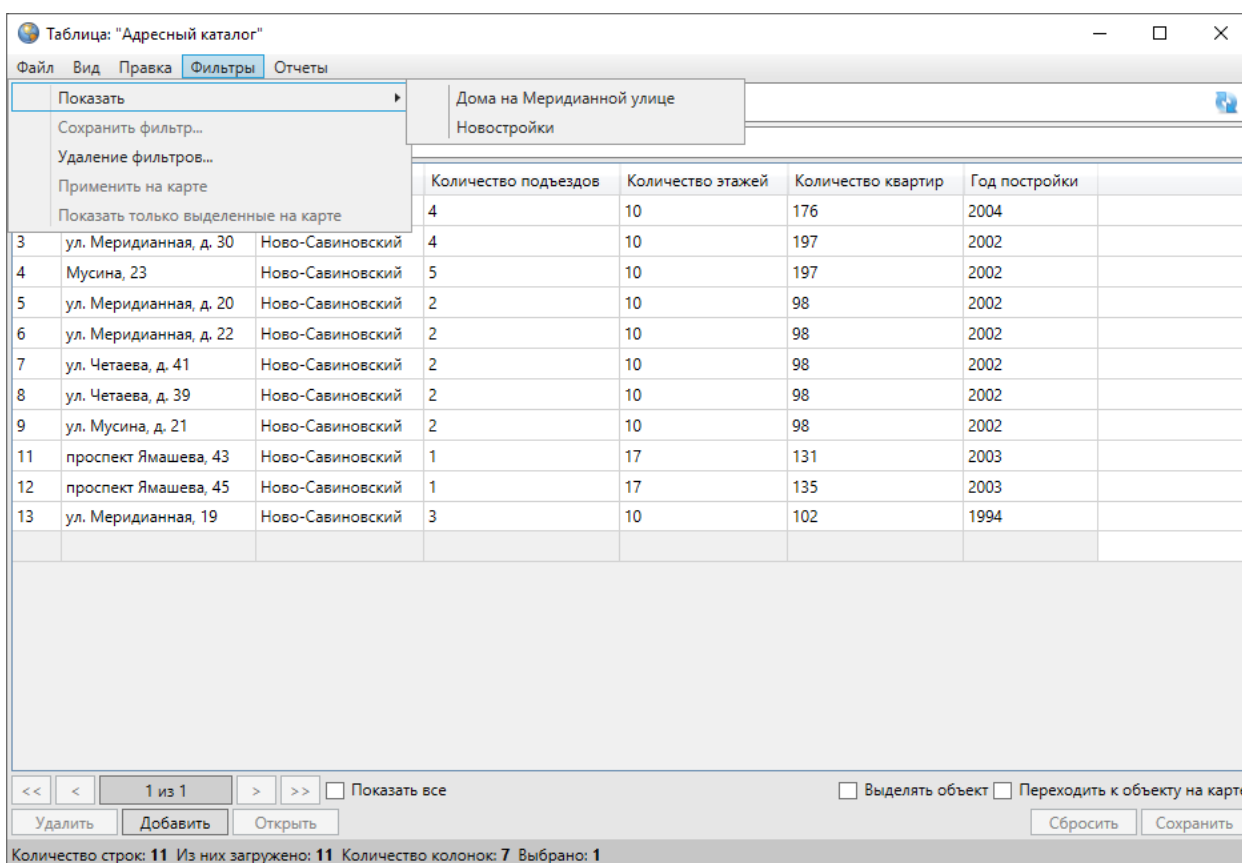 Таблица: "Адресный каталог"
Файл Вид Правка Фильтры Отчеты
Показать Дома на Меридианной улице
Сохранить фильтр... Новостройки
Удаление фильтров...
Применить на карте Количество подъездов Количество этажей Количество квартир Год постройки
Показать только выделенные на карте 4 10 176 2004
3 ул. Меридианная, д. 30 Ново-Савиновский 4 10 197 2002
4 Мусина, 23 Ново-Савиновский 5 10 197 2002
5 ул. Меридианная, д. 20 Ново-Савиновский 2 10 98 2002
6 ул. Меридианная, д. 22 Ново-Савиновский 2 10 98 2002
7 ул. Четаева, д. 41 Ново-Савиновский 2 10 98 2002
8 ул. Четаева, д. 39 Ново-Савиновский 2 10 98 2002
9 ул. Мусина, д. 21 Ново-Савиновский 2 10 98 2002
11 проспект Ямашева, 43 Ново-Савиновский 1 17 131 2003
12 проспект Ямашева, 45 Ново-Савиновский 1 17 135 2003
13 ул. Меридианная, 19 Ново-Савиновский 3 10 102 1994
<< < 1 из 1 > >> Показать все Выделять объект Переходить к объекту на карте
Удалить Добавить Открыть Сбросить Сохранить
Количество строк: 11 Из них загружено: 11 Количество колонок: 7 Выбрано: 1